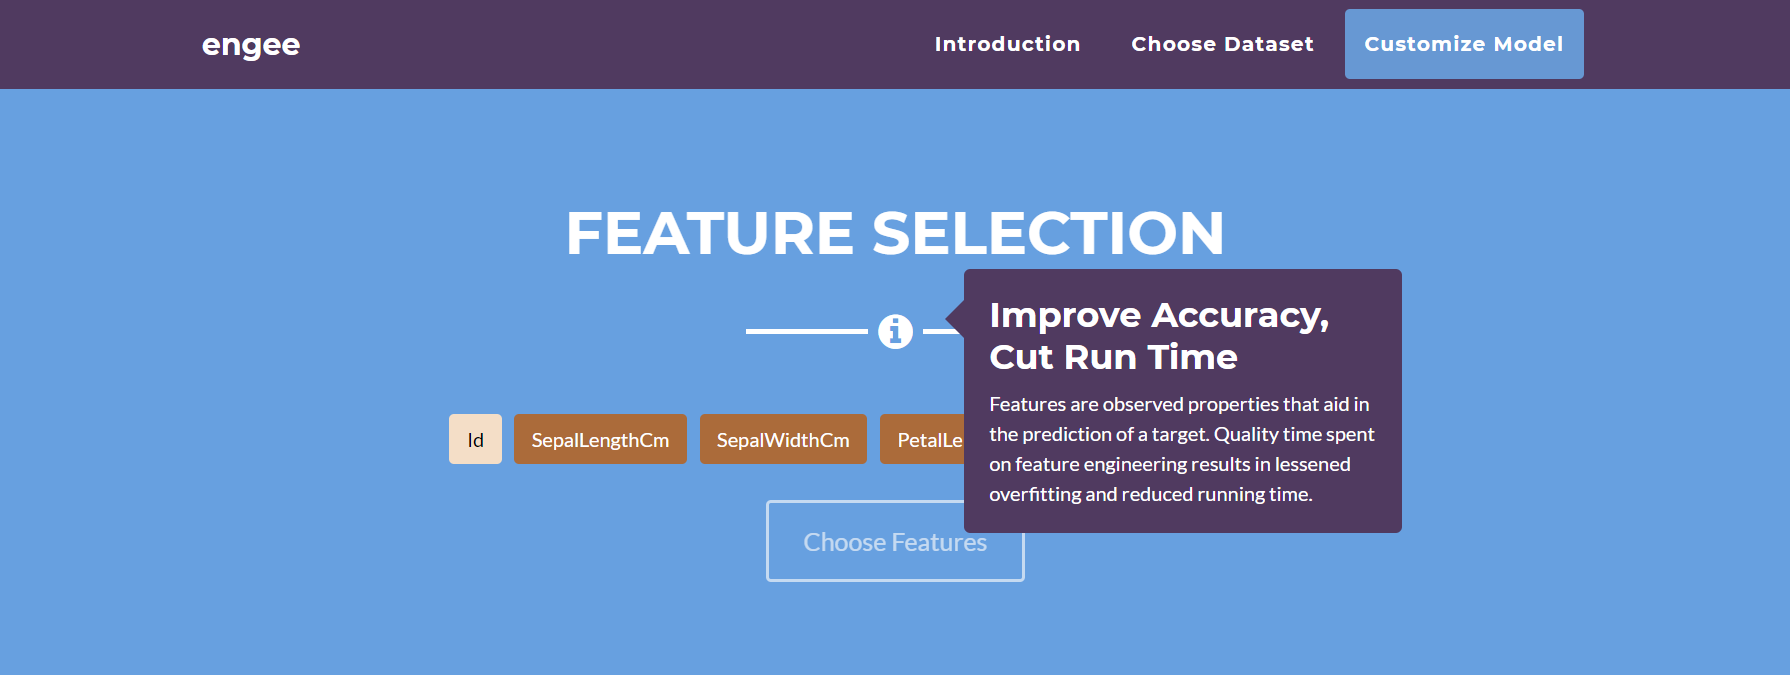 engee
Introduction
Choose Dataset
Customize Model
FEATURE SELECTION
Improve Accuracy,
Cut Run Time
Features are observed properties that aid in
the prediction of a target. Quality time spent
on feature engineering results in lessened
overfitting and reduced running time.
Id
SepalLengthCm
SepalWidthCm
PetalLe
Choose Features